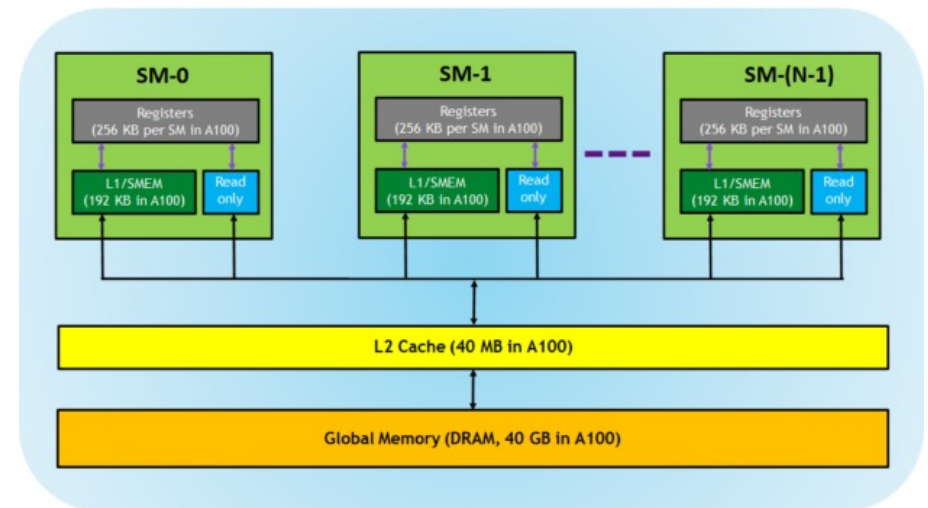 SM-0
SM-1
SM-(N-1)
Registers
(256 KB per SM in A100)
Registers
(256 KB per SM in A100)
Registers
(256 KB per SM in A100)
L1/SMEM
(192 KB in A100)
Read
only
L1/SMEM
(192 KB in A100)
Read
only
L1/SMEM
(192 KB in A100)
Read
only
L2 Cache (40 MB in A100)
Global Memory (DRAM, 40 GB in A100)